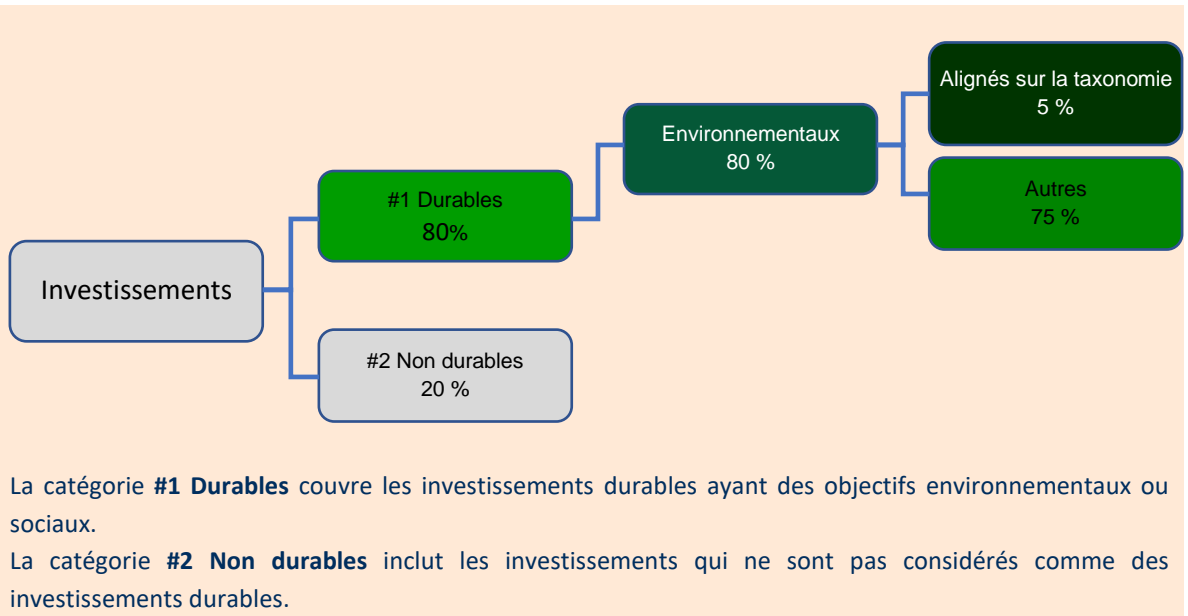 Alignés sur la taxonomie
5 %
Environnementaux
80 %
Autres
75 %
#1 Durables
80%
Investissements
#2 Non durables
20 %
La catégorie #1 Durables couvre les investissements durables ayant des objectifs environnementaux ou
sociaux.
La catégorie #2 Non durables inclut les investissements qui ne sont pas considérés comme des
investissements durables.